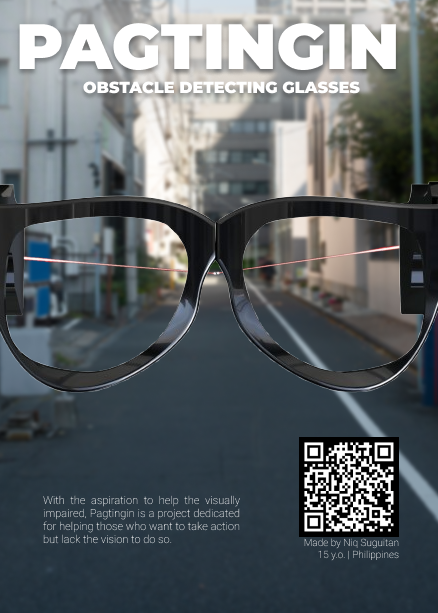 PAGTINGIN
OBSTACLE DETECTING GLASSES
With the aspiration to help the visually
impaired, Pagtingin is a project dedicated
for helping those who want to take action
but lack the vision to do so.
Made by Niq Suguitan
15 y.o. | Philippines